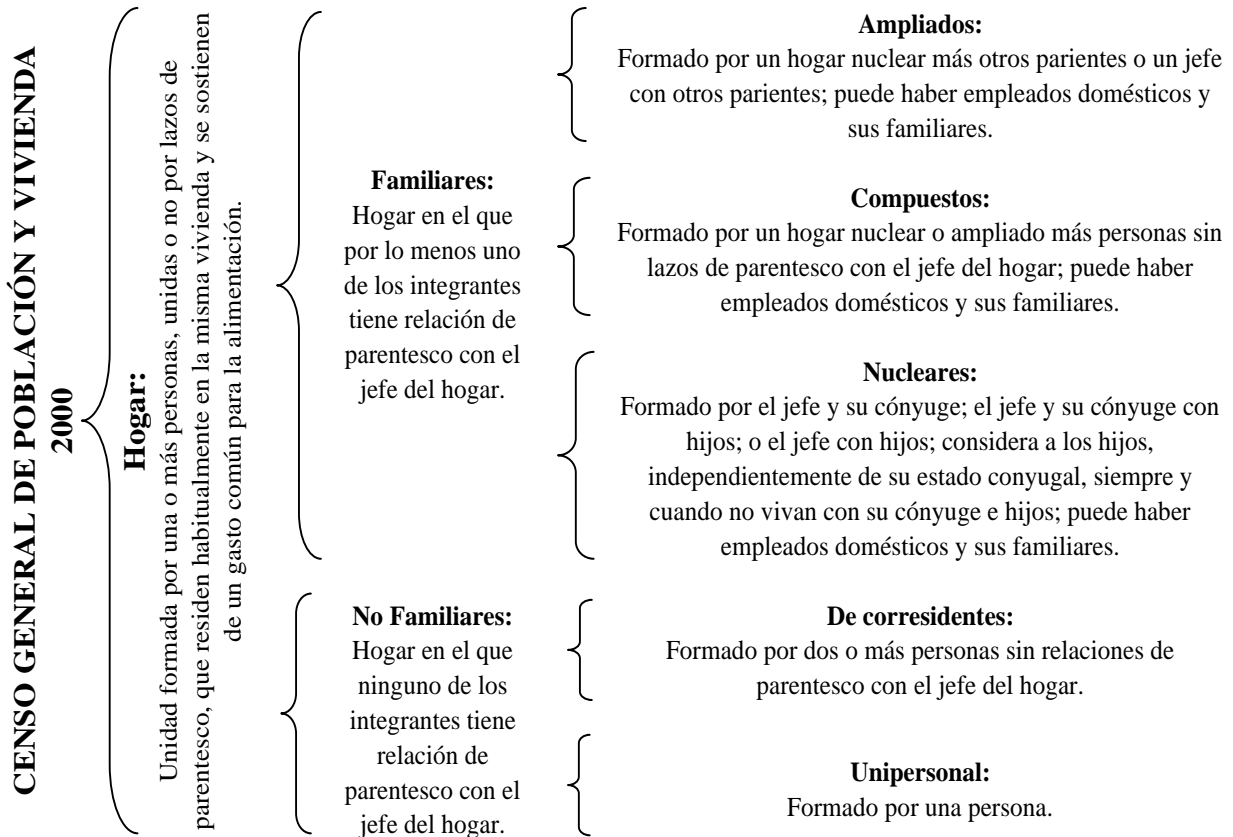 CENSO GENERAL DE POBLACIÓN Y VIVIENDA
2000
Hogar:
Unidad formada por una o más personas, unidas o no por lazos de
parentesco, que residen habitualmente en la misma vivienda y se sostienen
de un gasto común para la alimentación.
Familiares:
Hogar en el que
por lo menos uno
de los integrantes
tiene relación de
parentesco con el
jefe del hogar.
Ampliados:
Formado por un hogar nuclear más otros parientes o un jefe
con otros parientes; puede haber empleados domésticos y
sus familiares.
Compuestos:
Formado por un hogar nuclear o ampliado más personas sin
lazos de parentesco con el jefe del hogar; puede haber
empleados domésticos y sus familiares.
Nucleares:
Formado por el jefe y su cónyuge; el jefe y su cónyuge con
hijos; o el jefe con hijos; considera a los hijos,
independientemente de su estado conyugal, siempre y
cuando no vivan con su cónyuge e hijos; puede haber
empleados domésticos y sus familiares.
No Familiares:
Hogar en el que
ninguno de los
integrantes tiene
relación de
parentesco con el
jefe del hogar.
De corresidentes:
Formado por dos o más personas sin relaciones de
parentesco con el jefe del hogar.
Unipersonal:
Formado por una persona.